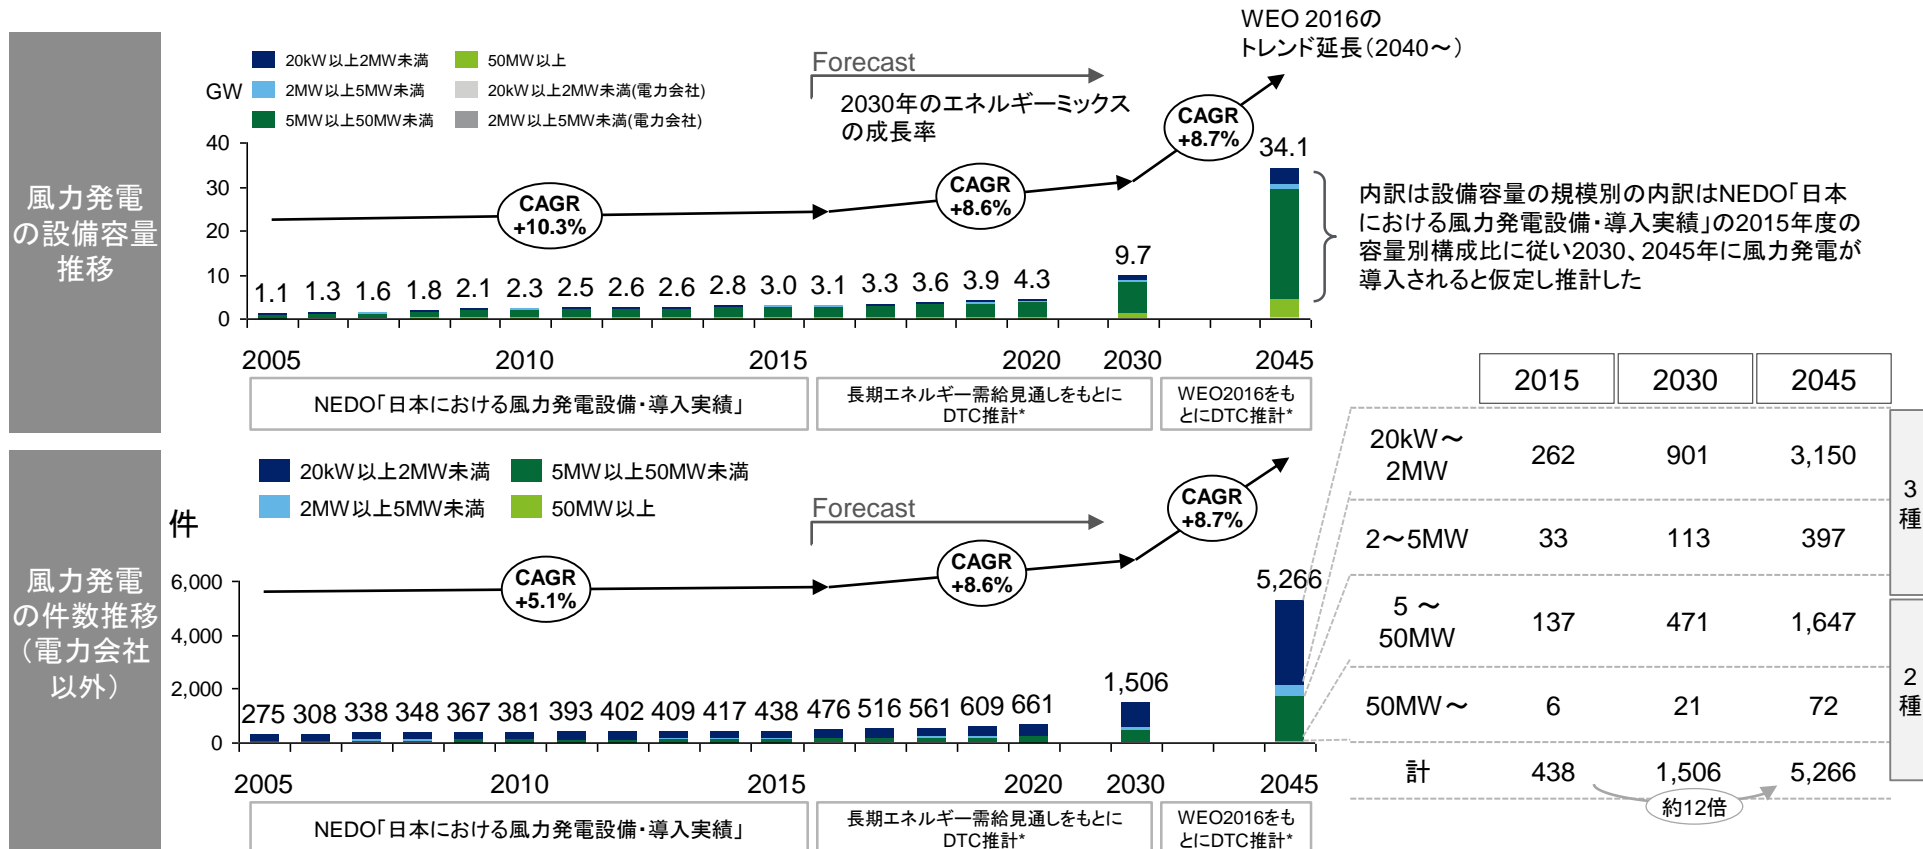 風力発電
の設備容量
推移
20kW以上2MW未満
50MW以上
2MW以上5MW未満
20kW以上2MW未満(電力会社)
5MW以上50MW未満
2MW以上5MW未満(電力会社)
GW
Forecast
2030年のエネルギーミックス
の成長率
WEO 2016の
トレンド延長（2040～）
CAGR
+10.3%
CAGR
+8.6%
CAGR
+8.7%
40
30
20
10
0
1.1 1.3 1.6 1.8 2.1 2.3 2.5 2.6 2.6 2.8 3.0 3.1 3.3 3.6 3.9 4.3 9.7 34.1
2005 2010 2015 2020 2030 2045
NEDO「日本における風力発電設備・導入実績」
長期エネルギー需給見通しをもとに
DTC推計*
WEO2016をも
とにDTC推計*
内訳は設備容量の規模別の内訳はNEDO「日本
における風力発電設備・導入実績」の2015年度の
容量別構成比に従い2030、2045年に風力発電が
導入されると仮定し推計した
風力発電
の件数推移
（電力会社
以外）
20kW以上2MW未満
5MW以上50MW未満
2MW以上5MW未満
50MW以上
件
Forecast
CAGR
+5.1%
CAGR
+8.6%
CAGR
+8.7%
6,000
4,000
2,000
0
275 308 338 348 367 381 393 402 409 417 438 476 516 561 609 661 1,506 5,266
2005 2010 2015 2020 2030 2045
NEDO「日本における風力発電設備・導入実績」
長期エネルギー需給見通しをもとに
DTC推計*
WEO2016をも
とにDTC推計*
2015 2030 2045
20kW～
2MW
262 901 3,150
2～5MW 33 113 397
5 ～
50MW
137 471 1,647
50MW～ 6 21 72
計 438 1,506 5,266
約12倍
3
種
2
種